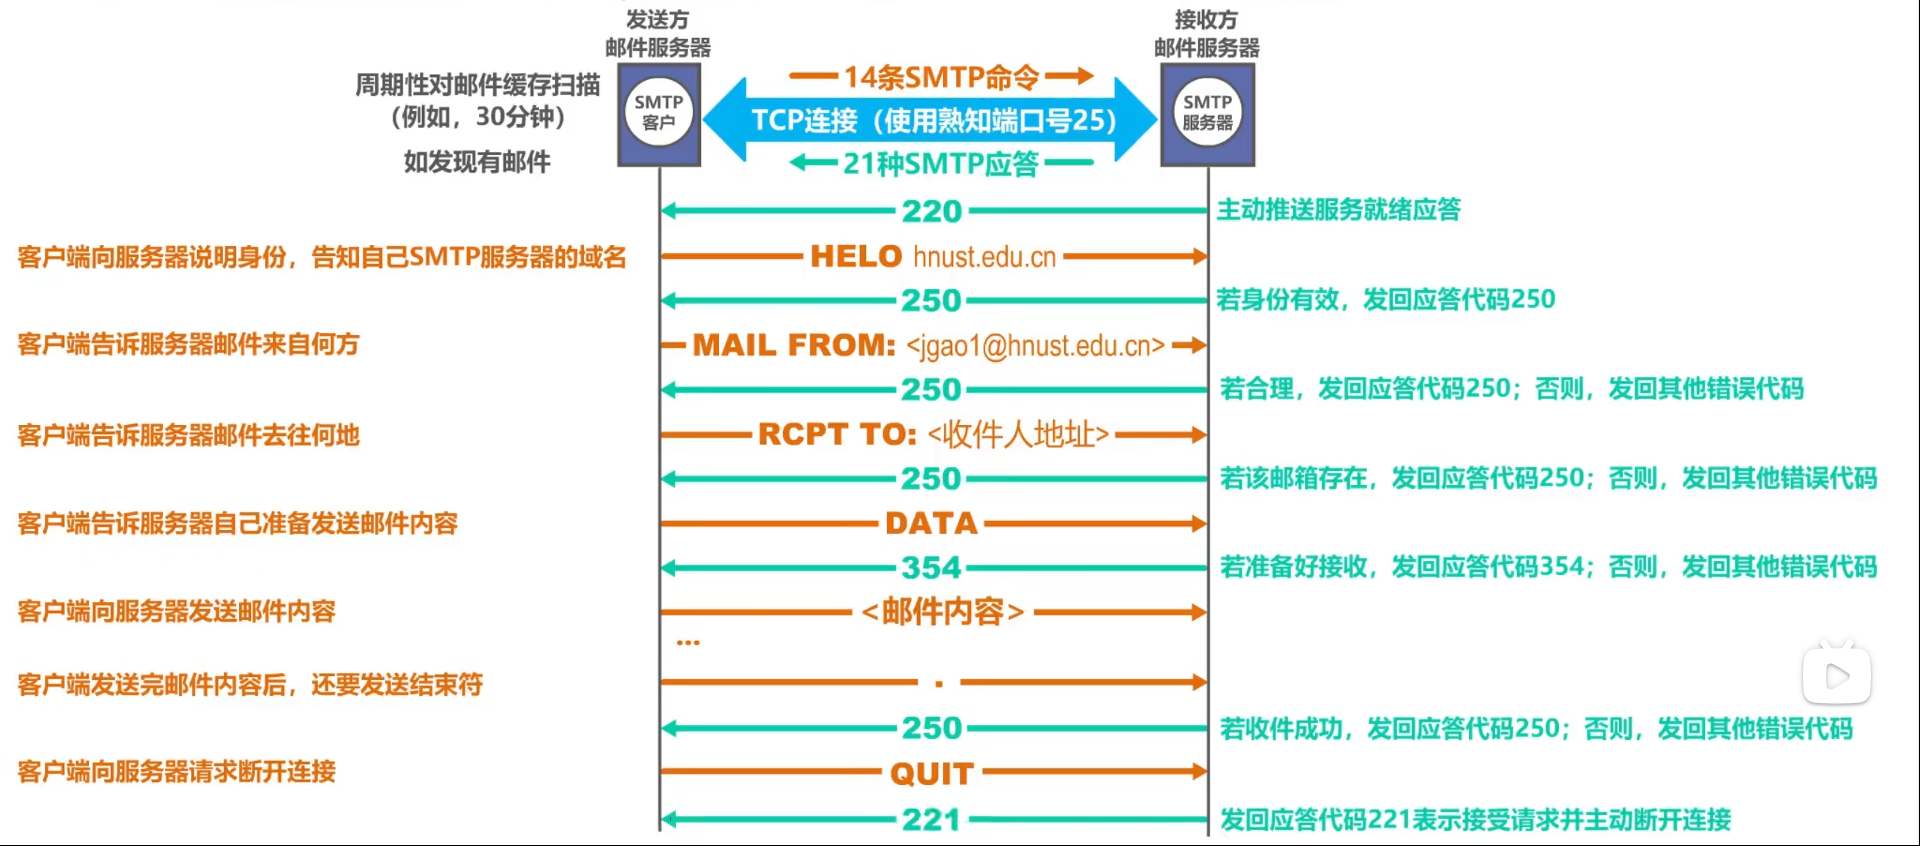 发送方
邮件服务器
接收方
邮件服务器
周期性对邮件缓存扫描
（例如，30分钟）
如发现有邮件
SMTP
客户
14条SMTP命令
TCP连接（使用熟知端口号25）
21种SMTP应答
SMTP
服务器
220
主动推送服务就绪应答
客户端向服务器说明身份，告知自己SMTP服务器的域名
HELO hnust.edu.cn
250
若身份有效，发回应答代码250
客户端告诉服务器邮件来自何方
MAIL FROM: <jgao1@hnust.edu.cn>
250
若合理，发回应答代码250；否则，发回其他错误代码
客户端告诉服务器邮件去往何地
RCPT TO: <收件人地址>
250
若该邮箱存在，发回应答代码250；否则，发回其他错误代码
客户端告诉服务器自己准备发送邮件内容
DATA
354
若准备好接收，发回应答代码354；否则，发回其他错误代码
客户端向服务器发送邮件内容
<邮件内容>
...
客户端发送完邮件内容后，还要发送结束符
.
250
若收件成功，发回应答代码250；否则，发回其他错误代码
客户端向服务器请求断开连接
QUIT
221
发回应答代码221表示接受请求并主动断开连接